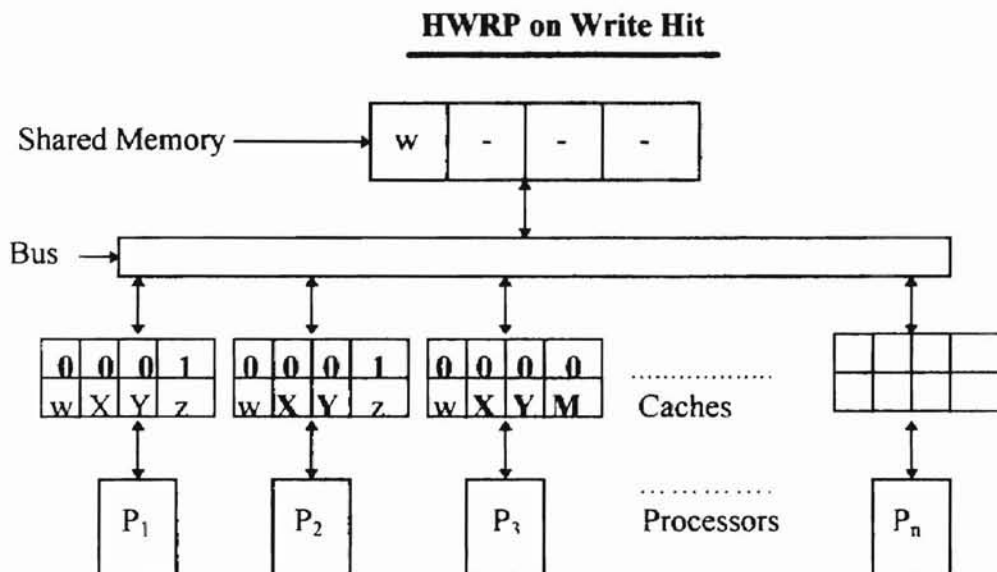 HWRP on Write Hit
Shared Memory
w - - -
Bus
0 0 0 1 0 0 0 1 0 0 0 0
w X Y z w X Y z w X Y M
............... Caches
............... Processors
P1 P2 P3 Pn